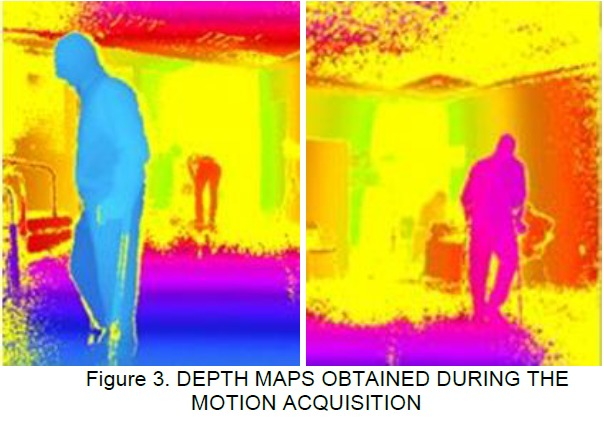 Figure 3. DEPTH MAPS OBTAINED DURING THE
MOTION ACQUISITION